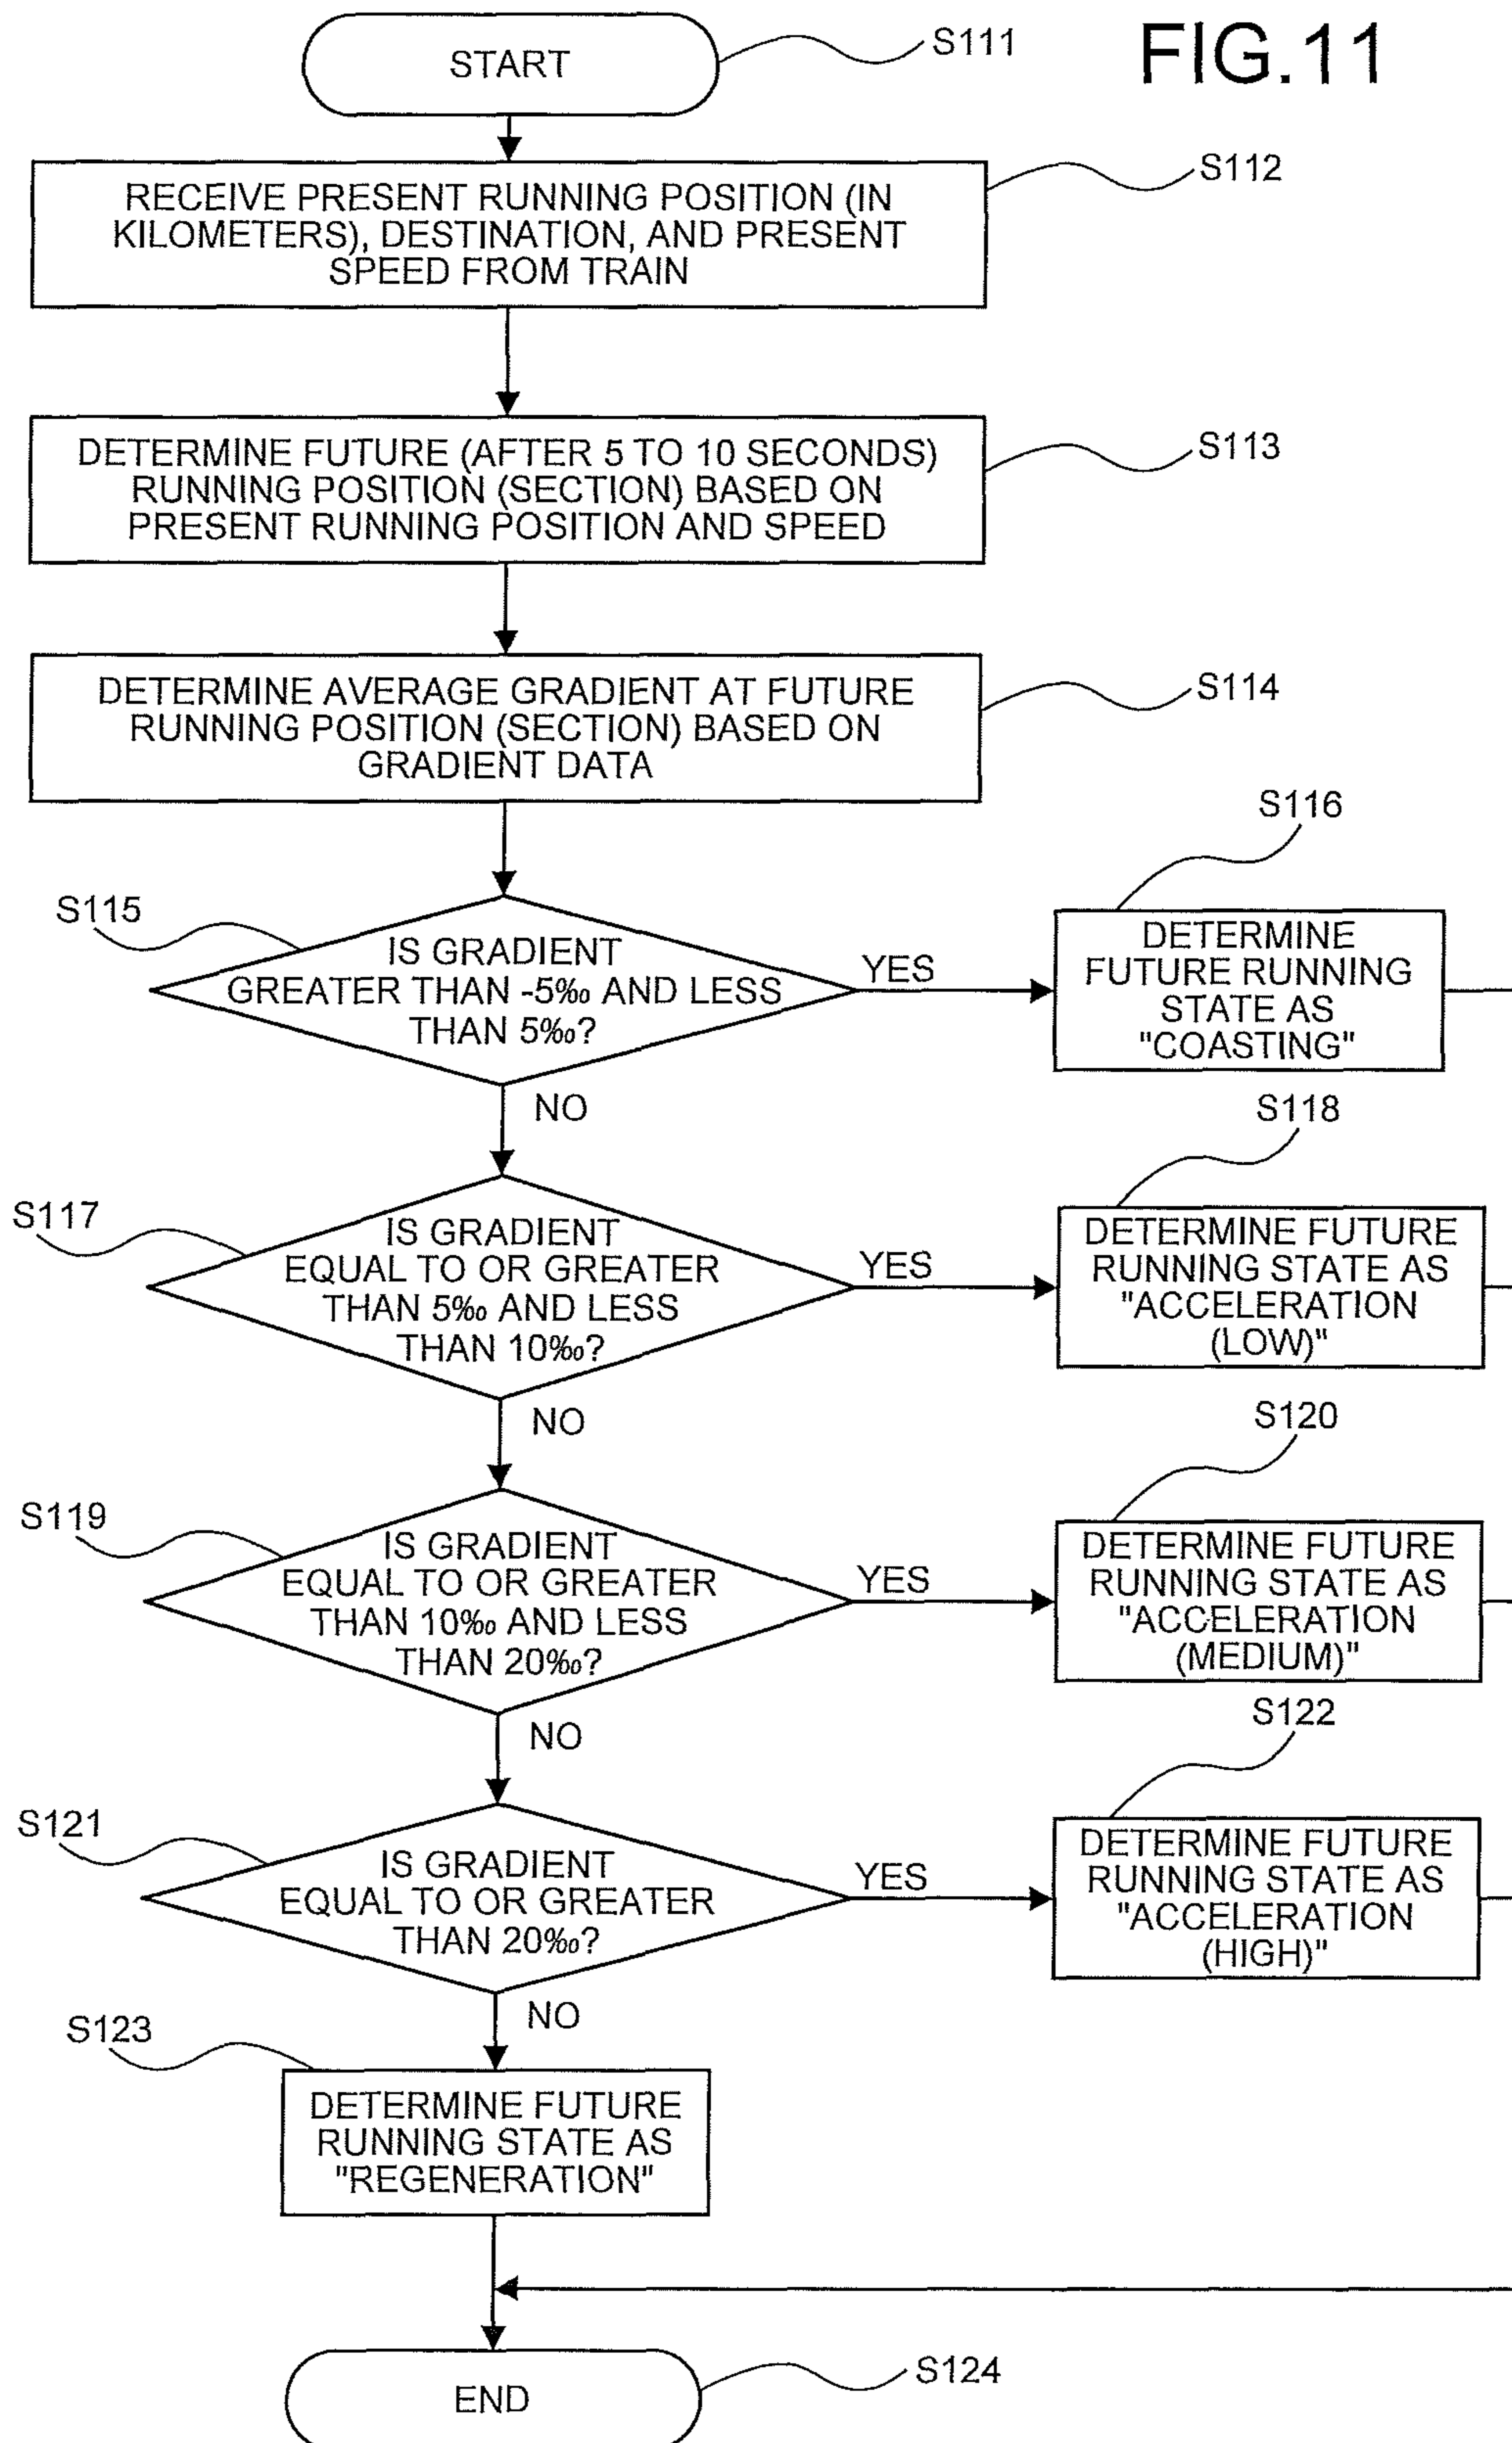 FIG.11
START
S111
RECEIVE PRESENT RUNNING POSITION (IN
KILOMETERS), DESTINATION, AND PRESENT
SPEED FROM TRAIN
S112
DETERMINE FUTURE (AFTER 5 TO 10 SECONDS)
RUNNING POSITION (SECTION) BASED ON
PRESENT RUNNING POSITION AND SPEED
S113
DETERMINE AVERAGE GRADIENT AT FUTURE
RUNNING POSITION (SECTION) BASED ON
GRADIENT DATA
S114
S115
IS GRADIENT
GREATER THAN -5‰ AND LESS
THAN 5‰?
YES
NO
S116
DETERMINE
FUTURE RUNNING
STATE AS
"COASTING"
S117
IS GRADIENT
EQUAL TO OR GREATER
THAN 5‰ AND LESS
THAN 10‰?
YES
NO
S118
DETERMINE FUTURE
RUNNING STATE AS
"ACCELERATION
(LOW)"
S119
IS GRADIENT
EQUAL TO OR GREATER
THAN 10‰ AND LESS
THAN 20‰?
YES
NO
S120
DETERMINE FUTURE
RUNNING STATE AS
"ACCELERATION
(MEDIUM)"
S121
IS GRADIENT
EQUAL TO OR GREATER
THAN 20‰?
YES
NO
S122
DETERMINE FUTURE
RUNNING STATE AS
"ACCELERATION
(HIGH)"
S123
DETERMINE FUTURE
RUNNING STATE AS
"REGENERATION"
END
S124